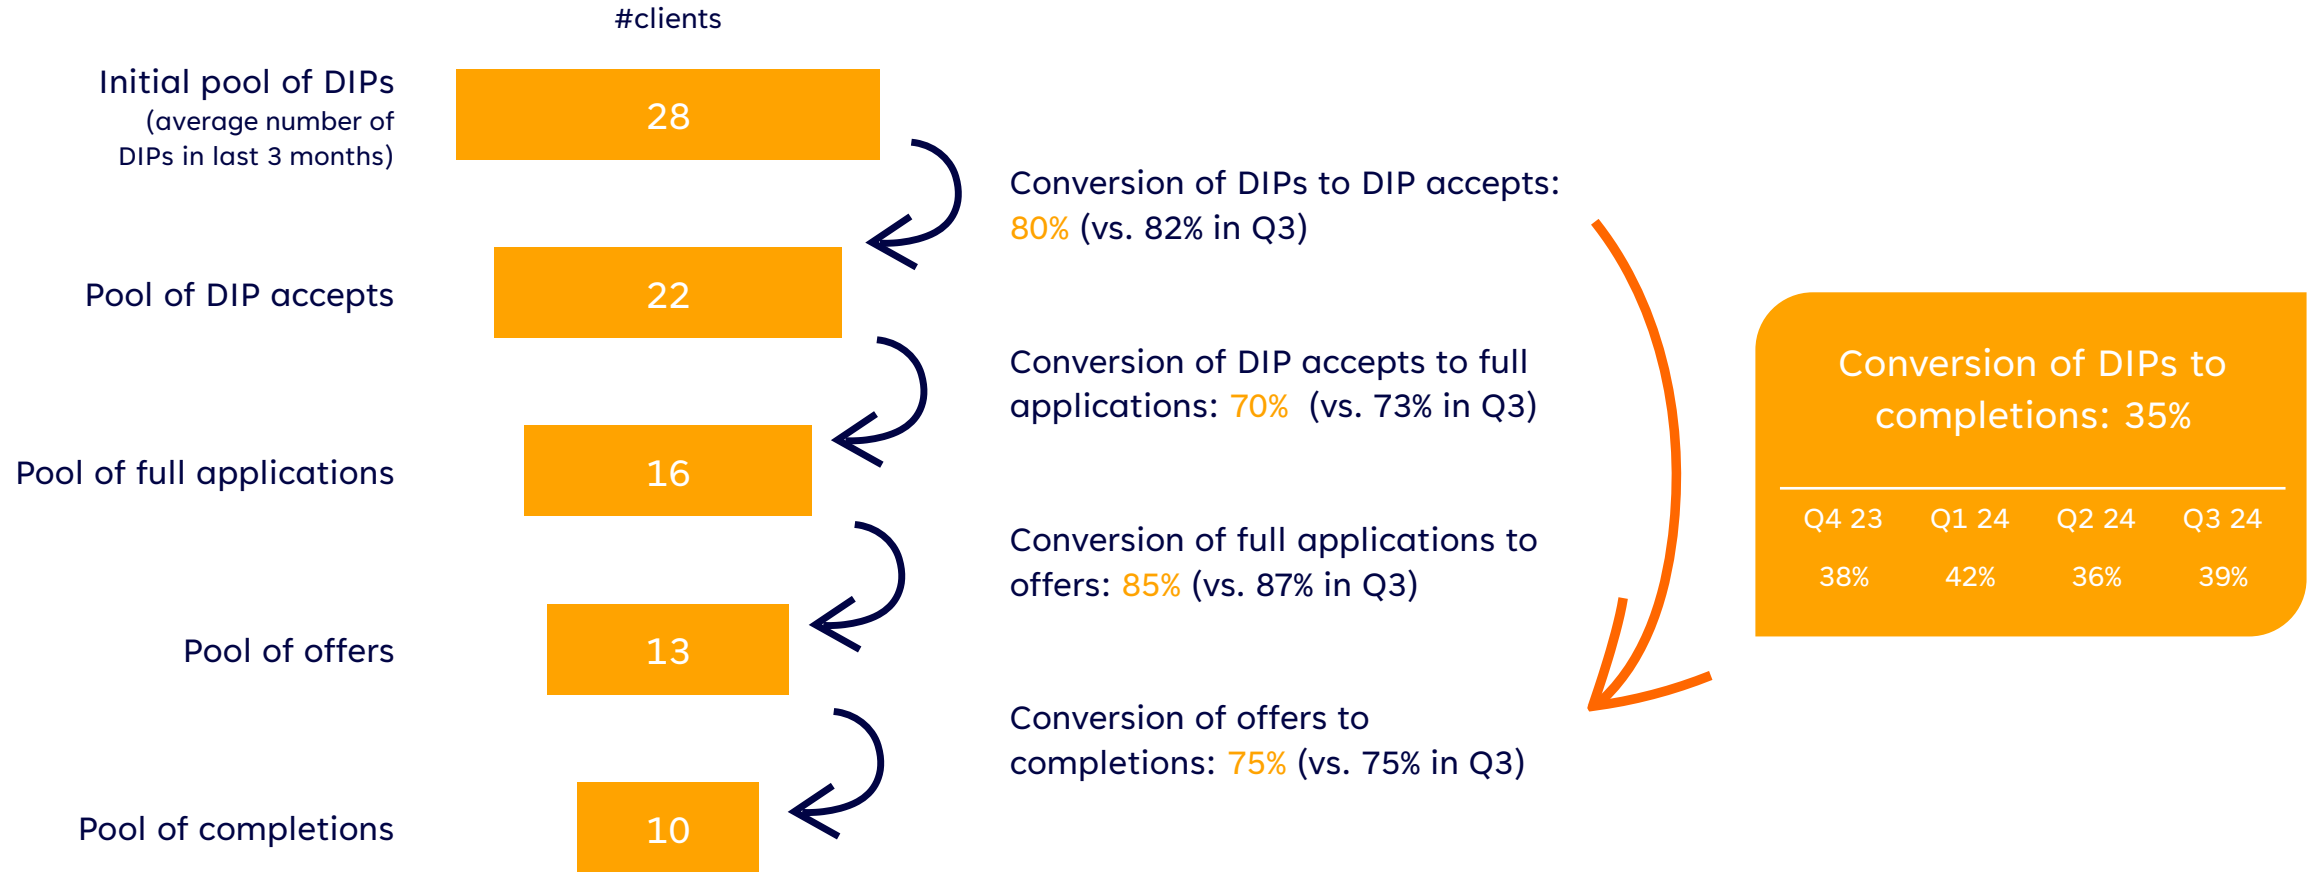 #clients
Initial pool of DIPs
(average number of
DIPs in last 3 months)
28
Conversion of DIPs to DIP accepts:
80% (vs. 82% in Q3)
Pool of DIP accepts
22
Conversion of DIP accepts to full
applications: 70% (vs. 73% in Q3)
Pool of full applications
16
Conversion of full applications to
offers: 85% (vs. 87% in Q3)
Pool of offers
13
Conversion of offers to
completions: 75% (vs. 75% in Q3)
Pool of completions
10
Conversion of DIPs to
completions: 35%
Q4 23 Q1 24 Q2 24 Q3 24
38% 42% 36% 39%